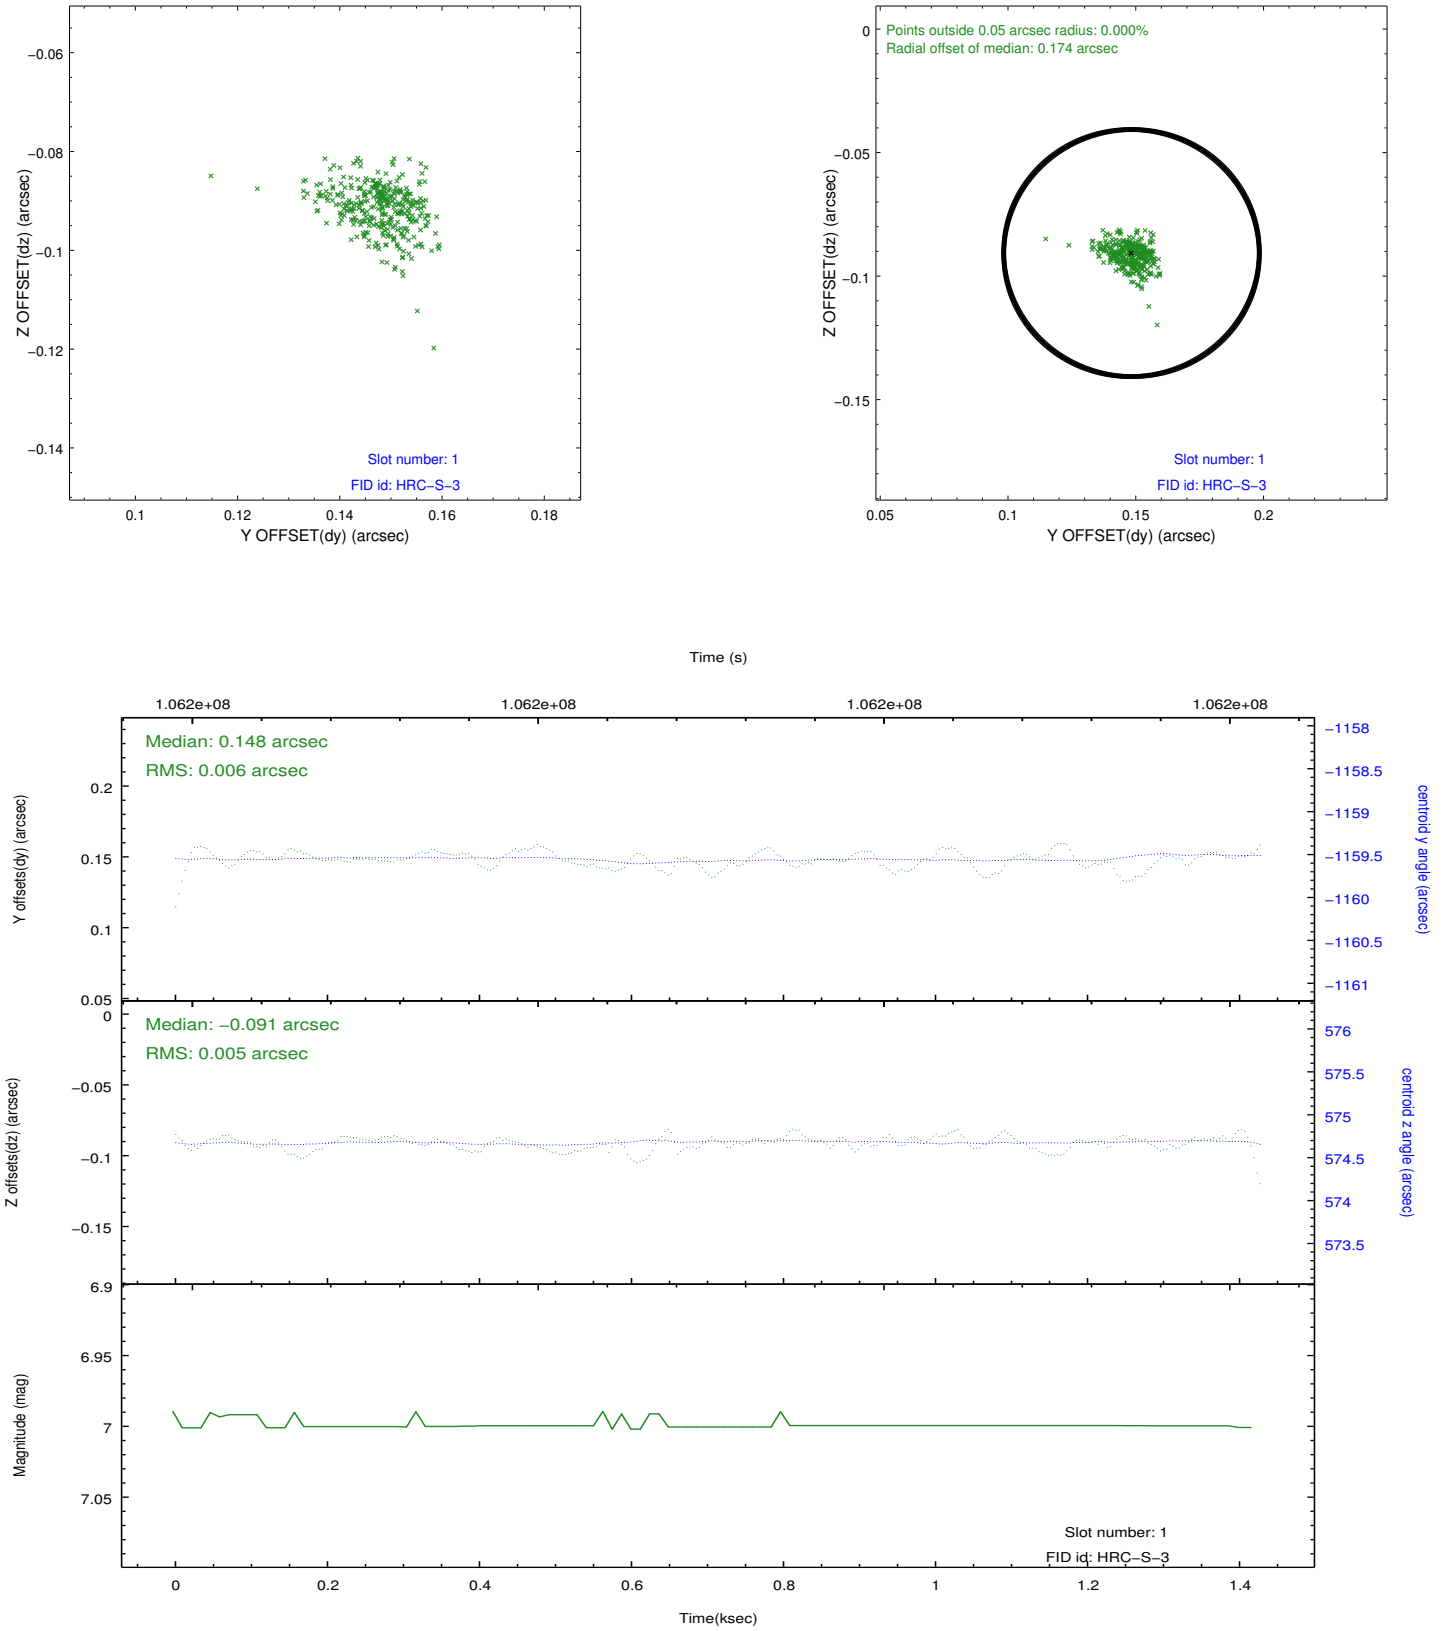 −0.06
−0.08
−0.1
−0.12
−0.14
Z OFFSET(dz) (arcsec)
Slot number: 1
FID id: HRC−S−3
0.1 0.12 0.14 0.16 0.18
Y OFFSET(dy) (arcsec)
Points outside 0.05 arcsec radius: 0.000%
Radial offset of median: 0.174 arcsec
0
−0.05
−0.1
−0.15
Z OFFSET(dz) (arcsec)
Slot number: 1
FID id: HRC−S−3
0.05 0.1 0.15 0.2
Y OFFSET(dy) (arcsec)
Time (s)
1.062e+08 1.062e+08 1.062e+08 1.062e+08
Median: 0.148 arcsec
RMS: 0.006 arcsec
0.2
0.15
0.1
0.05
Y offsets(dy) (arcsec)
−1158
−1158.5
−1159
−1159.5
−1160
−1160.5
−1161
centroid y angle (arcsec)
Median: −0.091 arcsec
RMS: 0.005 arcsec
0
−0.05
−0.1
−0.15
Z offsets(dz) (arcsec)
576
575.5
575
574.5
574
573.5
centroid z angle (arcsec)
6.9
6.95
7
7.05
Magnitude (mag)
Slot number: 1
FID id: HRC−S−3
0 0.2 0.4 0.6 0.8 1 1.2 1.4
Time(ksec)